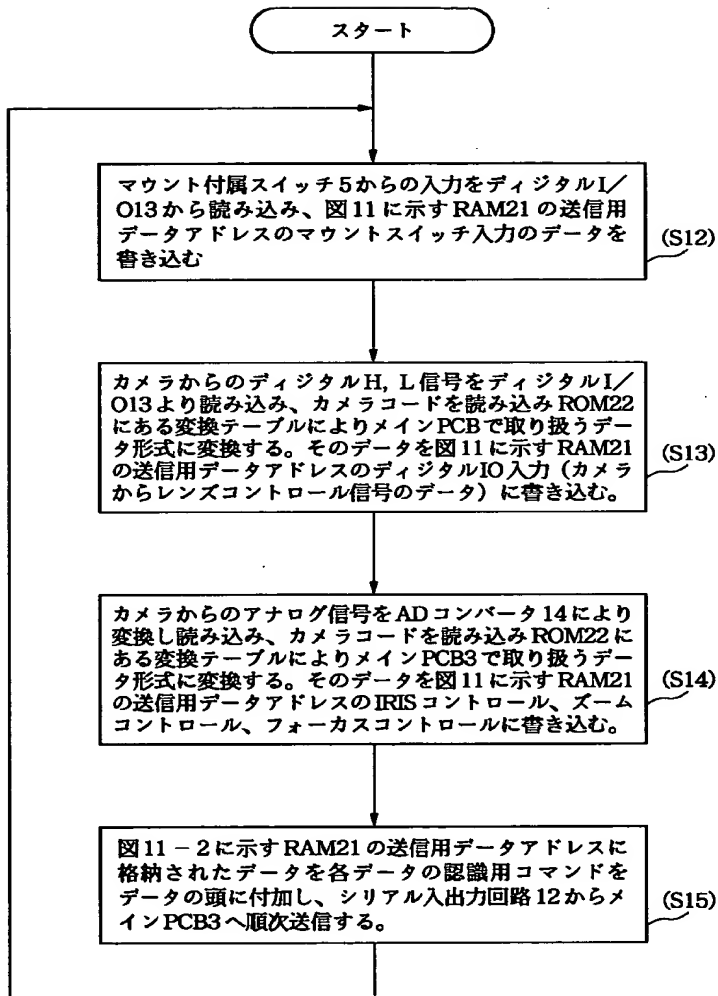 スタート
マウント付属スイッチ5からの入力をディジタルI/
O13から読み込み、図11に示すRAM21の送信用
データアドレスのマウントスイッチ入力のデータを
書き込む
(S12)
カメラからのディジタルH, L信号をディジタルI/
O13より読み込み、カメラコードを読み込みROM22
にある変換テーブルによりメインPCBで取り扱うデ
ータ形式に変換する。そのデータを図11に示すRAM21
の送信用データアドレスのディジタルIO入力（カメラ
からレンズコントロール信号のデータ）に書き込む。
(S13)
カメラからのアナログ信号をADコンバータ14により
変換し読み込み、カメラコードを読み込みROM22に
ある変換テーブルによりメインPCB3で取り扱うデー
タ形式に変換する。そのデータを図11に示すRAM21
の送信用データアドレスのIRISコントロール、ズーム
コントロール、フォーカスコントロールに書き込む。
(S14)
図11-2に示すRAM21の送信用データアドレスに
格納されたデータを各データの認識用コマンドを
データの頭に付加し、シリアル入出力回路12からメ
インPCB3へ順次送信する。
(S15)